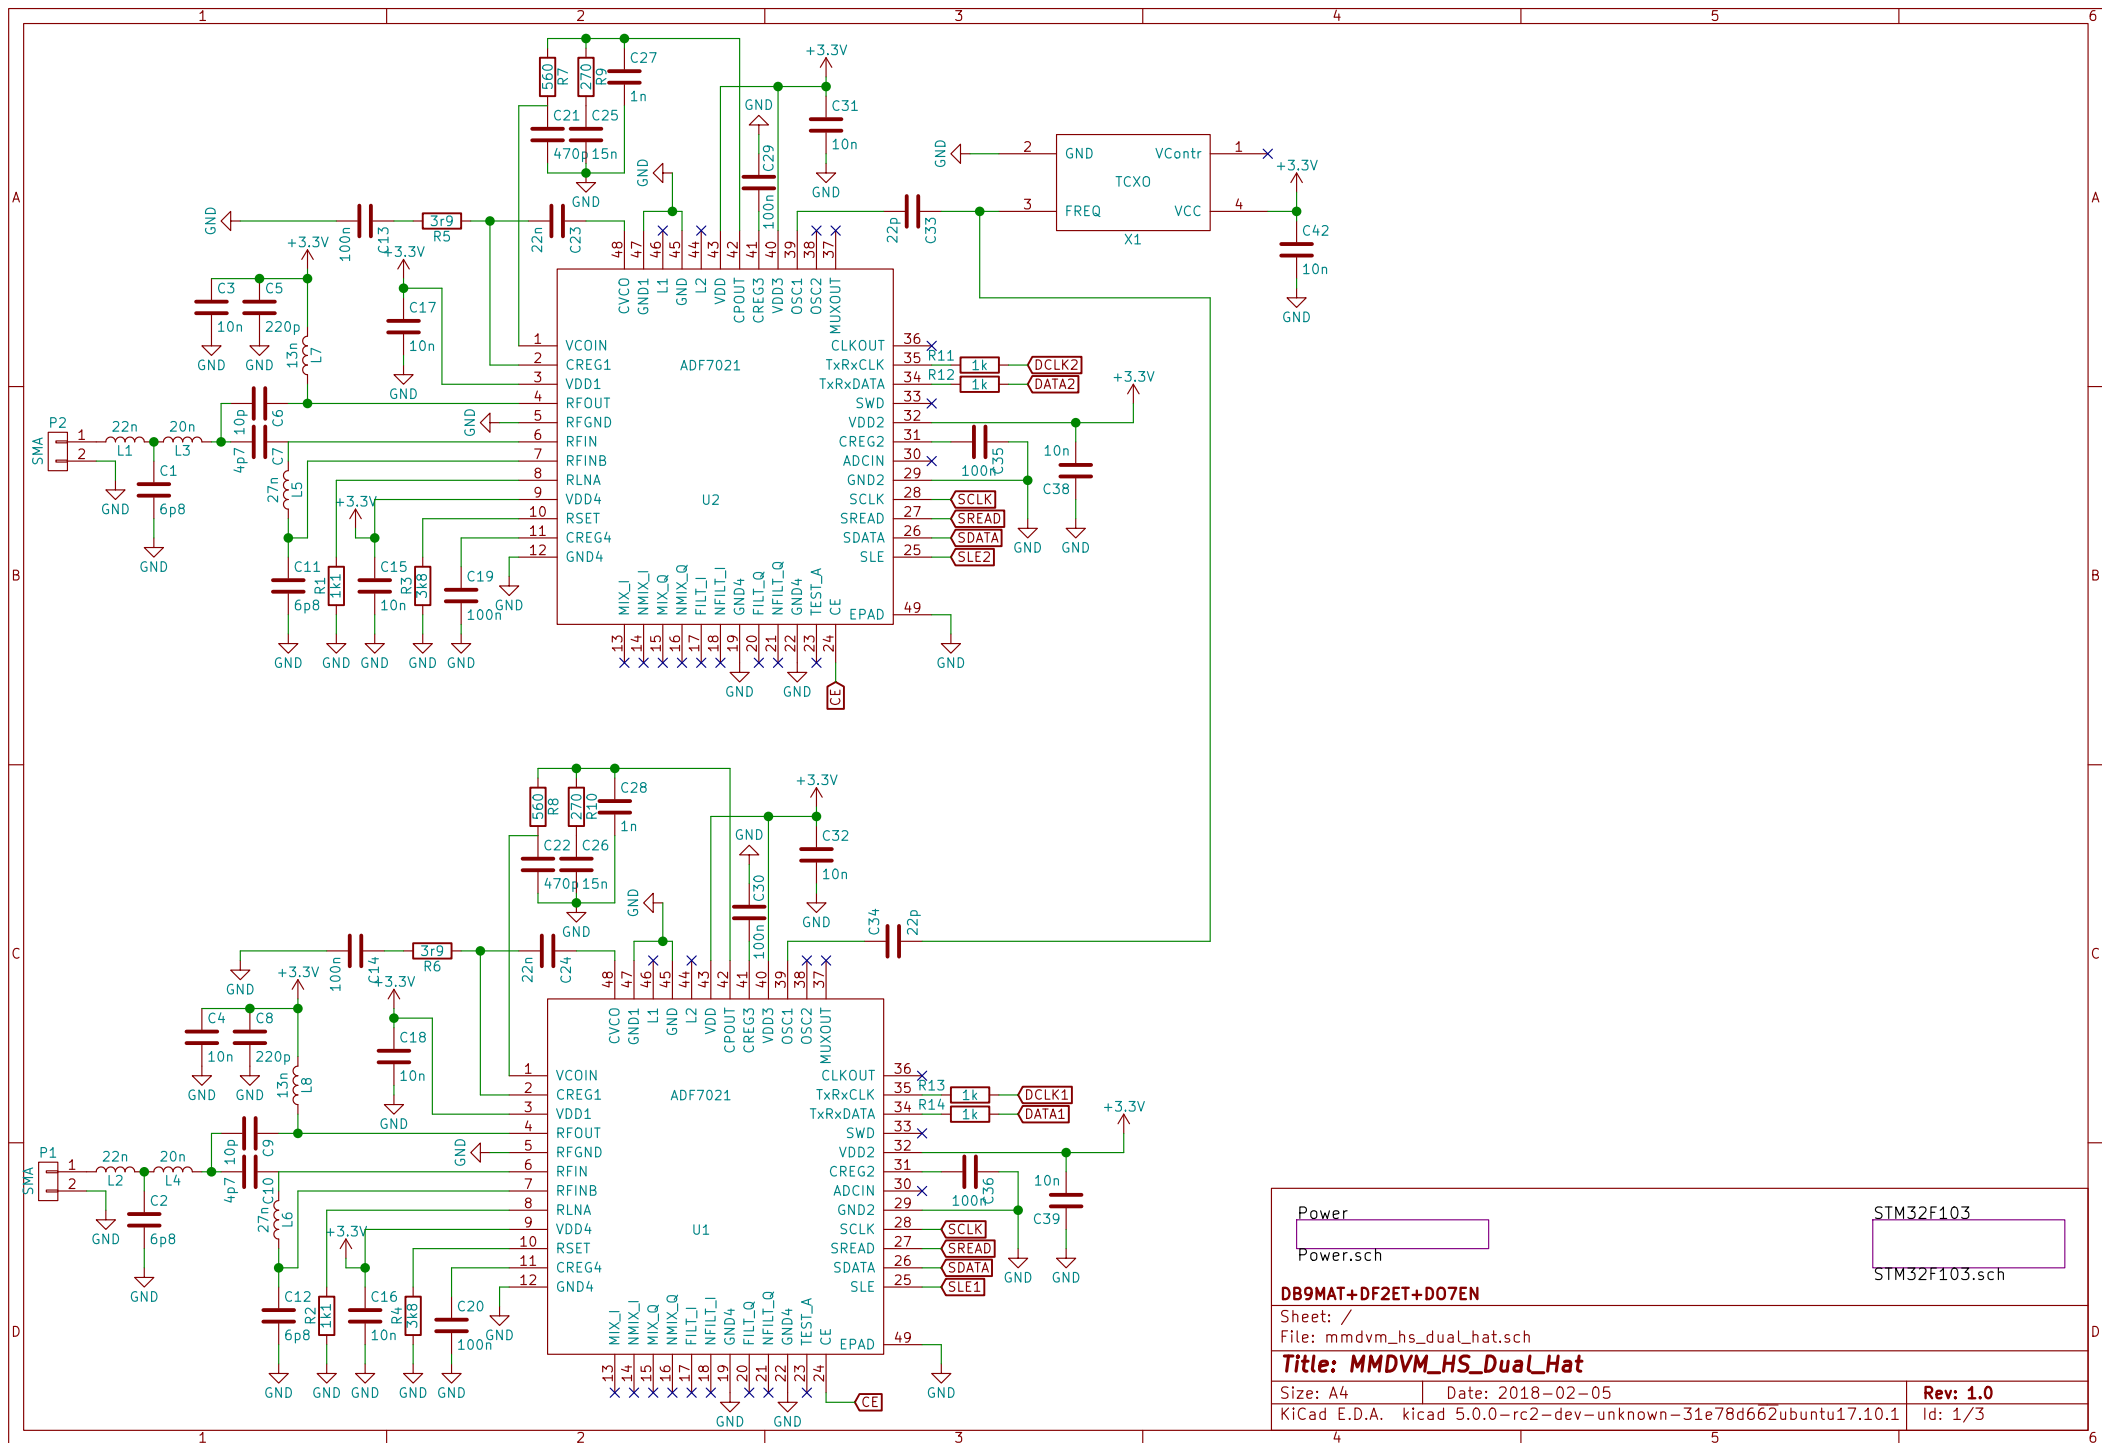 1 2 3 4 5 6
A
B
C
D
+3.3V
560
R7
270
R9
C27
1n
C21
470p
C25
15n
GND
GND
GND
C29
100n
+3.3V
C31
10n
GND
GND
100n
C13
3r9
R5
22n
C23
+3.3V
+3.3V
C3
10n
GND
C5
220p
GND
13n
L7
C17
10n
GND
GND
22p
C33
2 GND
3 FREQ
TCXO
VContr 1
VCC 4
X1
+3.3V
C42
10n
GND
48 CVCO
47 GND1
46 L1
45 GND
44 L2
43 VDD
42 CPOUT
41 CREG3
40 VDD3
39 OSC1
38 OSC2
37 MUXOUT
1 VCOIN
2 CREG1
3 VDD1
4 RFOUT
5 RFGND
6 RFIN
7 RFINB
8 RLNA
9 VDD4
10 RSET
11 CREG4
12 GND4
ADF7021
U2
CLKOUT 36
TxRxCLK 35
TxRxDATA 34
SWD 33
VDD2 32
CREG2 31
ADCIN 30
GND2 29
SCLK 28
SREAD 27
SDATA 26
SLE 25
EPAD 49
13 MIX_I
14 NMIX_I
15 MIX_Q
16 NMIX_Q
17 FILT_I
18 NFILT_I
19 GND4
20 FILT_Q
21 NFILT_Q
22 GND4
23 TEST_A
24 CE
R11 1k DCLK2
R12 1k DATA2
+3.3V
100n
C35
10n
C38
GND
GND
SCLK
SREAD
SDATA
SLE2
GND
GND
GND
CE
P2
SMA
1
2
GND
22n
L1
20n
L3
C1
6p8
GND
10p
C6
4p7
C7
GND
27n
L5
+3.3V
C11
6p8
GND
R1
1k1
GND
C15
10n
GND
R3
3k8
GND
C19
100n
GND
GND
+3.3V
560
R8
270
R10
C28
1n
C22
470p
C26
15n
GND
GND
GND
C30
100n
+3.3V
C32
10n
GND
C34
22p
GND
100n
C14
3r9
R6
22n
C24
+3.3V
+3.3V
C4
10n
GND
C8
220p
GND
13n
L8
C18
10n
GND
48 CVCO
47 GND1
46 L1
45 GND
44 L2
43 VDD
42 CPOUT
41 CREG3
40 VDD3
39 OSC1
38 OSC2
37 MUXOUT
1 VCOIN
2 CREG1
3 VDD1
4 RFOUT
5 RFGND
6 RFIN
7 RFINB
8 RLNA
9 VDD4
10 RSET
11 CREG4
12 GND4
ADF7021
U1
CLKOUT 36
TxRxCLK 35
TxRxDATA 34
SWD 33
VDD2 32
CREG2 31
ADCIN 30
GND2 29
SCLK 28
SREAD 27
SDATA 26
SLE 25
EPAD 49
13 MIX_I
14 NMIX_I
15 MIX_Q
16 NMIX_Q
17 FILT_I
18 NFILT_I
19 GND4
20 FILT_Q
21 NFILT_Q
22 GND4
23 TEST_A
24 CE
R13 1k DCLK1
R14 1k DATA1
+3.3V
100n
C36
10n
C39
GND
GND
SCLK
SREAD
SDATA
SLE1
GND
GND
GND
CE
P1
SMA
1
2
GND
22n
L2
20n
L4
C2
6p8
GND
10p
C9
4p7
C10
GND
27n
L6
+3.3V
C12
6p8
GND
R2
1k1
GND
C16
10n
GND
R4
3k8
GND
C20
100n
GND
GND
Power
Power.sch
STM32F103
STM32F103.sch
DB9MAT+DF2ET+DO7EN
Sheet: /
File: mmdvm_hs_dual_hat.sch
Title: MMDVM_HS_Dual_Hat
Size: A4
Date: 2018-02-05
Rev: 1.0
KiCad E.D.A. kicad 5.0.0-rc2-dev-unknown-31e78d662ubuntu17.10.1
Id: 1/3
A
B
C
D
1 2 3 4 5 6